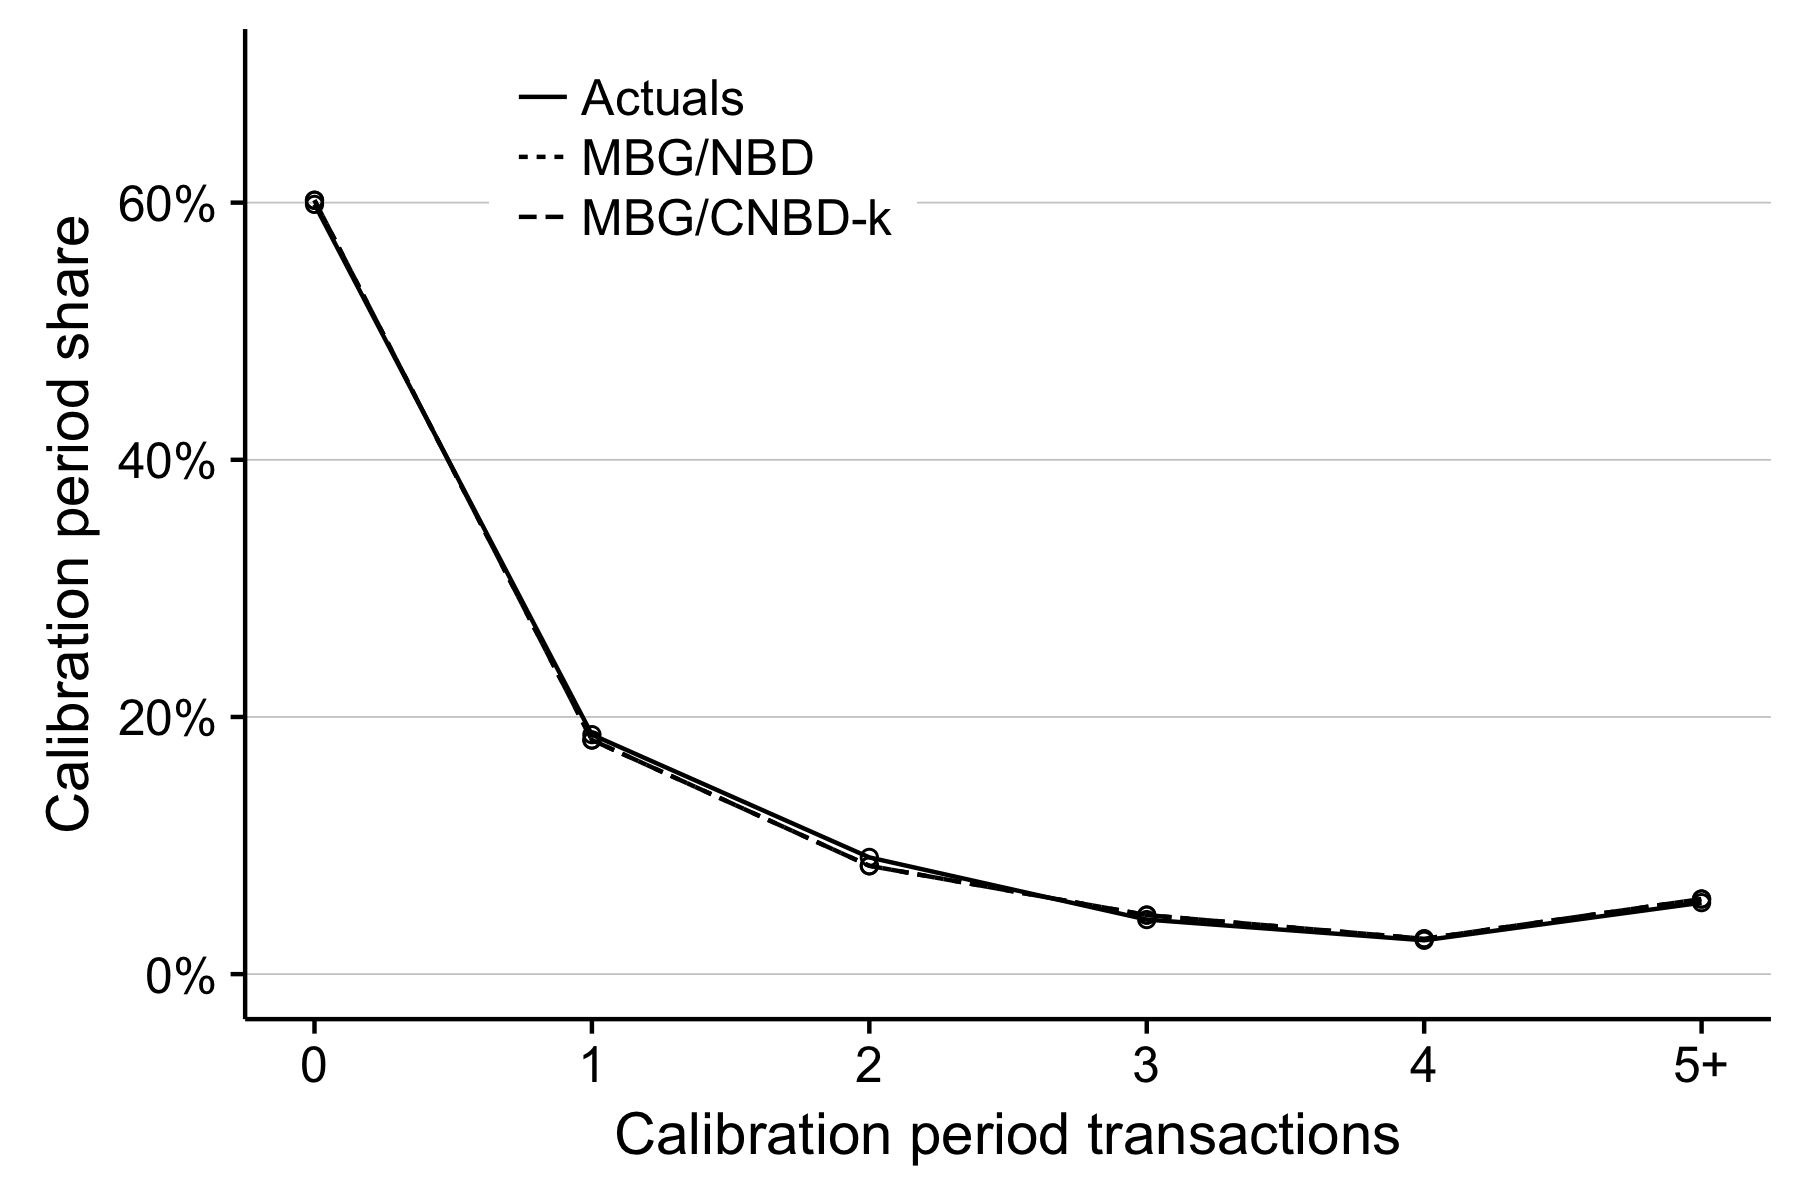 Actuals
MBG/NBD
MBG/CNBD-k
60%
40%
20%
0%
Calibration period share
0 1 2 3 4 5+
Calibration period transactions